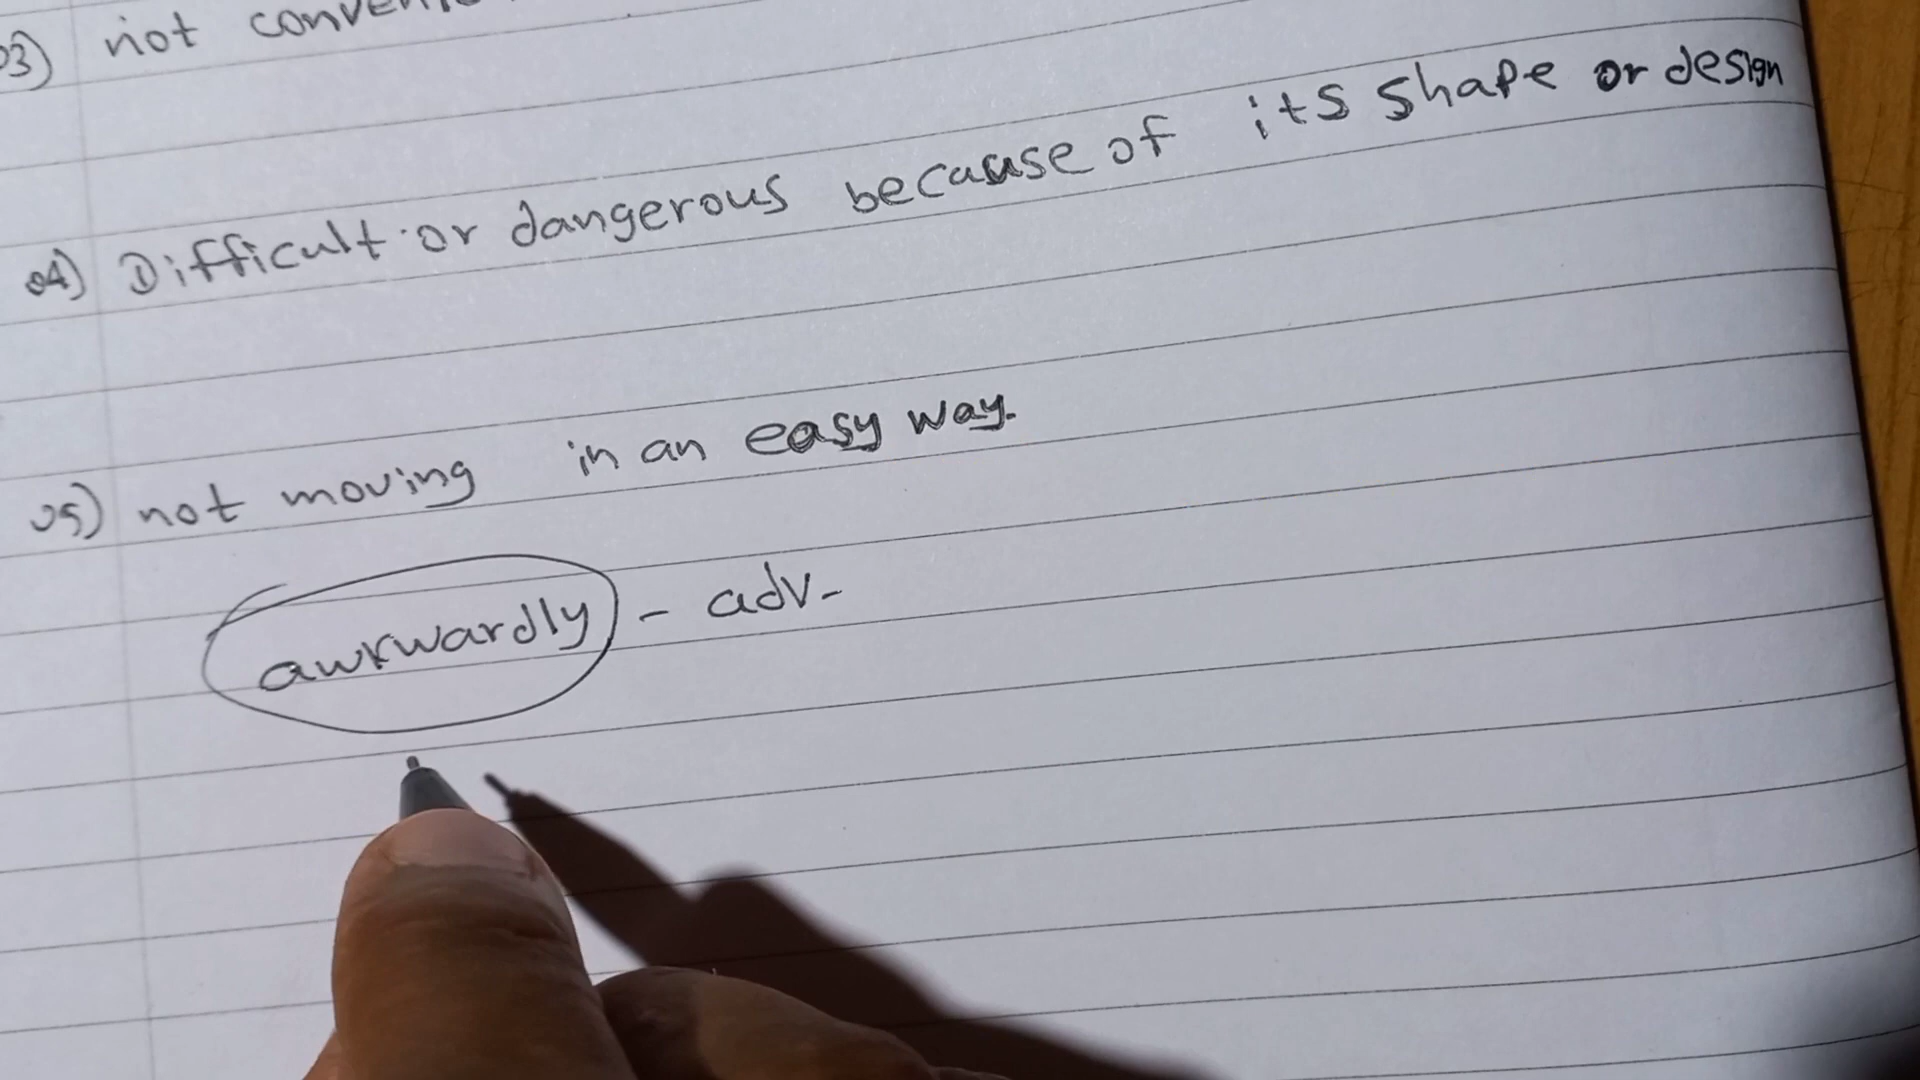 03) not
04) Difficult or dangerous because of its shape or design
05) not moving in an easy way.
awkwardly - adv-